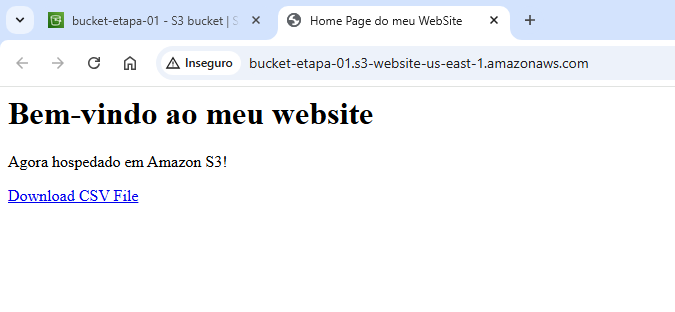 bucket-etapa-01 - S3 bucket | S
Home Page do meu WebSite
Inseguro
bucket-etapa-01.s3-website-us-east-1.amazonaws.com
Bem-vindo ao meu website
Agora hospedado em Amazon S3!
Download CSV File